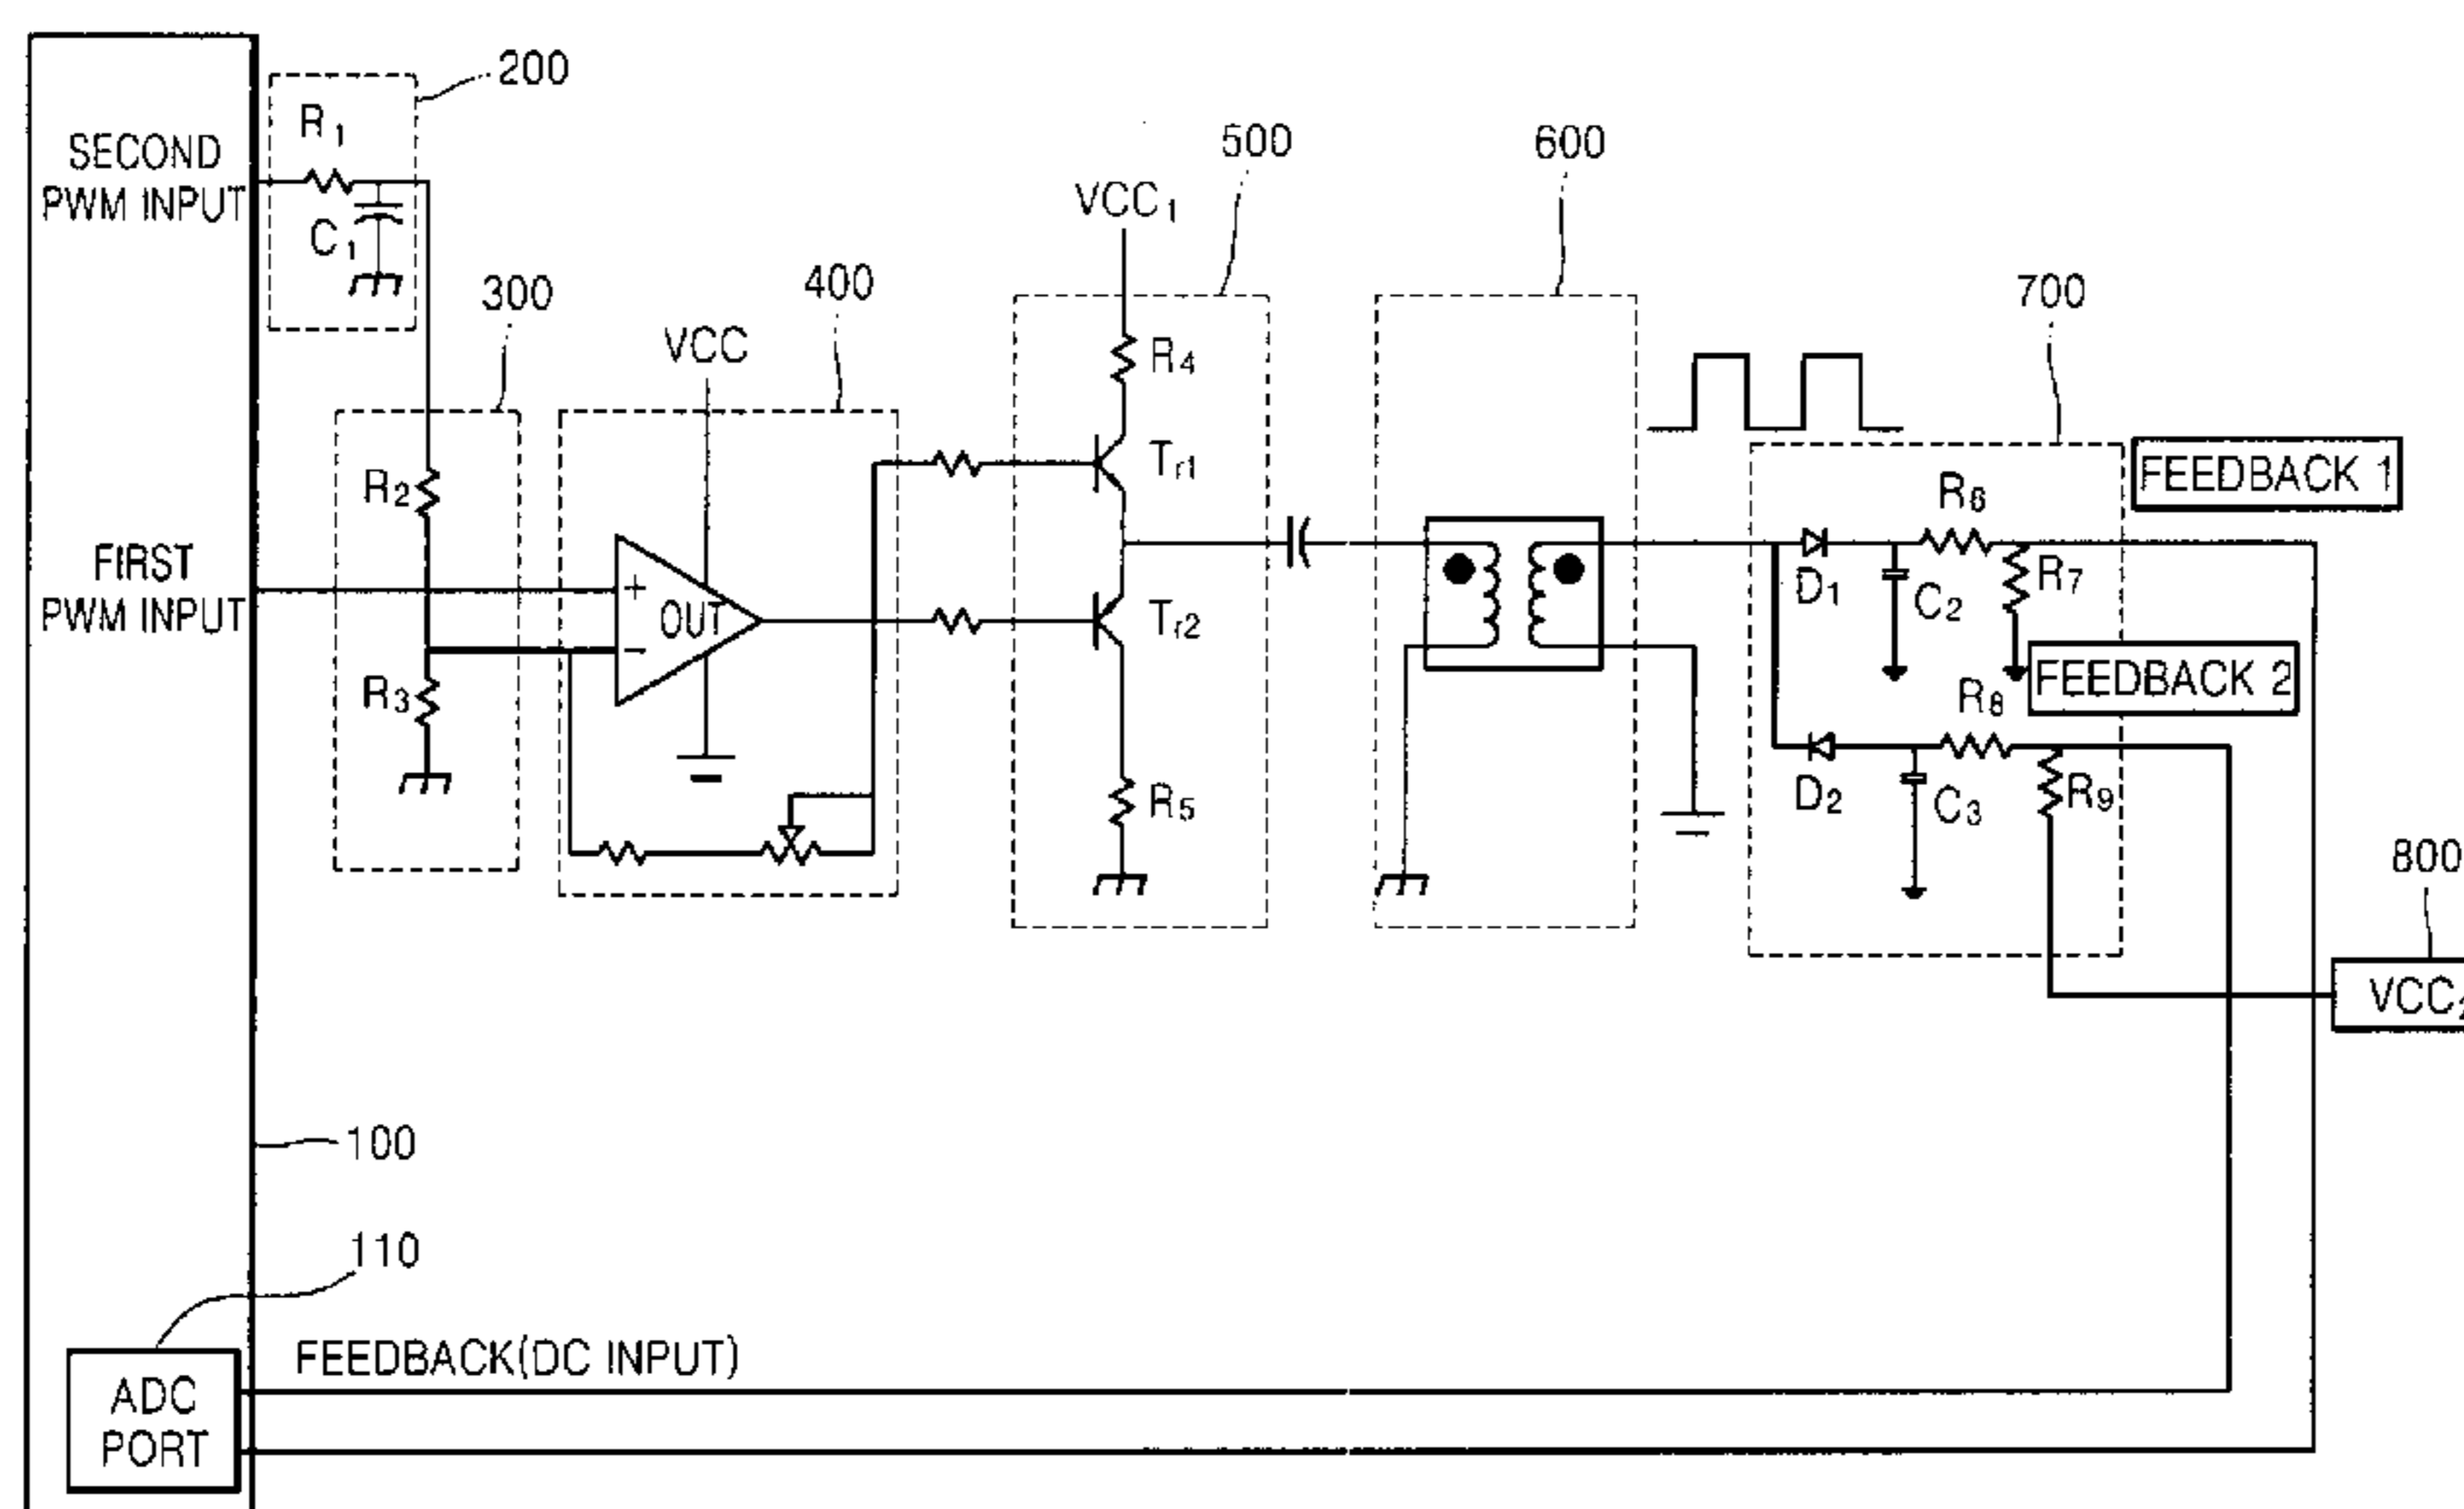 200
R1
SECOND
PWM INPUT
C1
500
600
VCC1
300
400
700
VCC
R4
FEEDBACK 1
Tr1
R2
R6
FIRST
PWM INPUT
+
OUT
−
Tr2
D1
C2
R7
FEEDBACK 2
R3
R8
R5
D2
C3
R9
800
VCC2
100
110
FEEDBACK(DC INPUT)
ADC
PORT